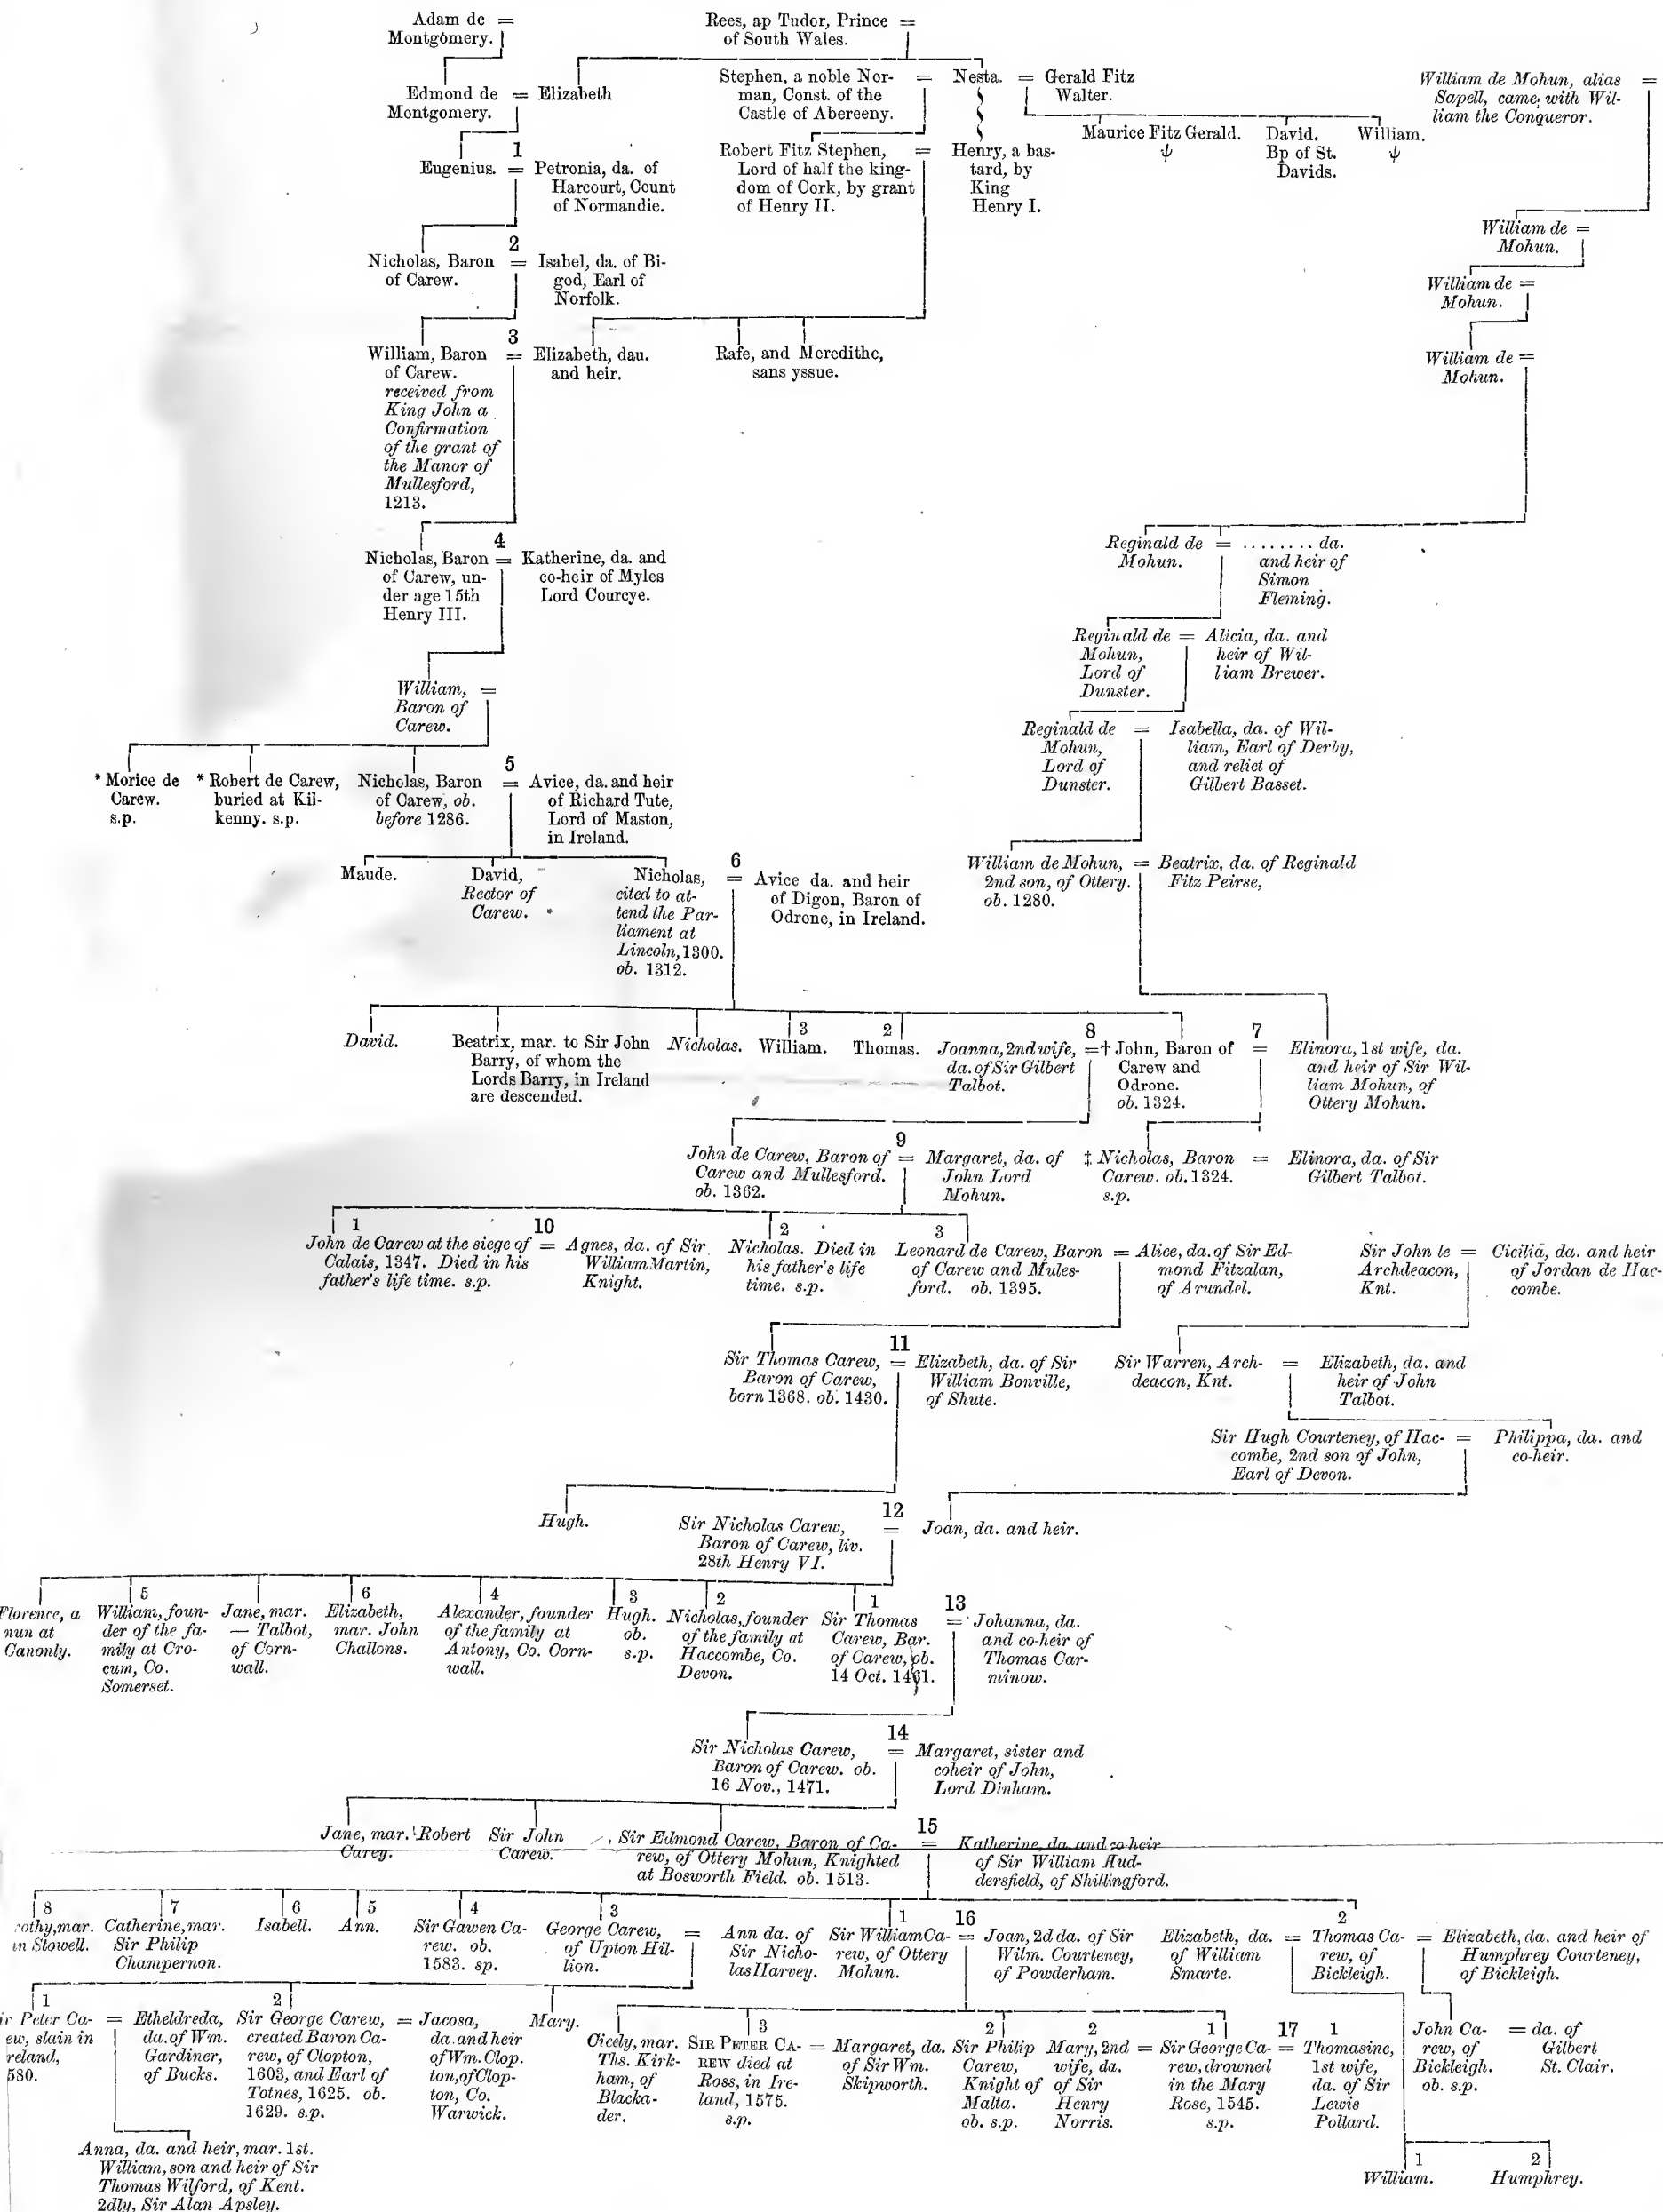 Adam de =
Montgomery.
Rees, ap Tudor, Prince =
of South Wales.
Edmond de = Elizabeth
Montgomery.
Stephen, a noble Nor- = Nesta. = Gerald Fitz
man, Const. of the Walter.
Castle of Abereeny.
William de Mohun, alias =
Sapell, came with Wil-
liam the Conqueror.
Maurice Fitz Gerald.
ψ
David.
Bp of St.
Davids.
William.
ψ
1
Eugenius. = Petronia, da. of
Harcourt, Count
of Normandie.
Robert Fitz Stephen, =
Lord of half the king-
dom of Cork, by grant
of Henry II.
Henry, a bas-
tard, by
King
Henry I.
William de =
Mohun.
2
Nicholas, Baron = Isabel, da. of Bi-
of Carew. god, Earl of
Norfolk.
William de =
Mohun.
3
William, Baron = Elizabeth, dau.
of Carew. and heir.
received from
King John a
Confirmation
of the grant of
the Manor of
Mullesford,
1213.
Rafe, and Meredithe,
sans yssue.
William de =
Mohun.
4
Nicholas, Baron = Katherine, da. and
of Carew, un- co-heir of Myles
der age 15th Lord Courcye.
Henry III.
Reginald de = ........ da.
Mohun. and heir of
Simon
Fleming.
William, =
Baron of
Carew.
Reginald de = Alicia, da. and
Mohun, heir of Wil-
Lord of liam Brewer.
Dunster.
* Morice de
Carew.
s.p.
* Robert de Carew,
buried at Kil-
kenny. s.p.
5
Nicholas, Baron = Avice, da. and heir
of Carew, ob. of Richard Tute,
before 1286. Lord of Maston,
in Ireland.
Reginald de = Isabella, da. of Wil-
Mohun, liam, Earl of Derby,
Lord of and relict of
Dunster. Gilbert Basset.
Maude.
David,
Rector of
Carew. *
6
Nicholas, = Avice da. and heir
cited to at- of Digon, Baron of
tend the Par- Odrone, in Ireland.
liament at
Lincoln, 1300.
ob. 1312.
William de Mohun, = Beatrix, da. of Reginald
2nd son, of Ottery. Fitz Peirse,
ob. 1280.
David.
Beatrix, mar. to Sir John
Barry, of whom the
Lords Barry, in Ireland
are descended.
Nicholas.
3
William.
2
Thomas.
8 7
Joanna, 2nd wife, = † John, Baron of = Elinora, 1st wife, da.
da. of Sir Gilbert Carew and and heir of Sir Wil-
Talbot. Odrone. liam Mohun, of
ob. 1324. Ottery Mohun.
9
John de Carew, Baron of = Margaret, da. of
Carew and Mullesford. John Lord
ob. 1362. Mohun.
‡ Nicholas, Baron = Elinora, da. of Sir
Carew. ob. 1324. Gilbert Talbot.
s.p.
1 10
John de Carew at the siege of = Agnes, da. of Sir
Calais, 1347. Died in his William Martin,
father's life time. s.p. Knight.
2
Nicholas. Died in
his father's life
time. s.p.
3
Leonard de Carew, Baron = Alice, da. of Sir Ed-
of Carew and Mules- mond Fitzalan,
ford. ob. 1395. of Arundel.
Sir John le = Cicilia, da. and heir
Archdeacon, of Jordan de Hac-
Knt. combe.
11
Sir Thomas Carew, = Elizabeth, da. of Sir
Baron of Carew, William Bonville,
born 1368. ob. 1430. of Shute.
Sir Warren, Arch- = Elizabeth, da. and
deacon, Knt. heir of John
Talbot.
Sir Hugh Courteney, of Hac- = Philippa, da. and
combe, 2nd son of John, co-heir.
Earl of Devon.
Hugh.
12
Sir Nicholas Carew, = Joan, da. and heir.
Baron of Carew, liv.
28th Henry VI.
Florence, a
nun at
Canonly.
5
William, foun-
der of the fa-
mily at Cro-
cum, Co.
Somerset.
Jane, mar.
— Talbot,
of Corn-
wall.
6
Elizabeth,
mar. John
Challons.
4
Alexander, founder
of the family at
Antony, Co. Corn-
wall.
3
Hugh.
ob.
s.p.
2
Nicholas, founder
of the family at
Haccombe, Co.
Devon.
1 13
Sir Thomas = Johanna, da.
Carew, Bar. and co-heir of
of Carew, ob. Thomas Car-
14 Oct. 1461. minow.
14
Sir Nicholas Carew, = Margaret, sister and
Baron of Carew. ob. coheir of John,
16 Nov., 1471. Lord Dinham.
Jane, mar. Robert
Carey.
Sir John
Carew.
15
Sir Edmond Carew, Baron of Ca- = Katherine, da. and co-heir
rew, of Ottery Mohun, Knighted of Sir William Hud-
at Bosworth Field. ob. 1513. dersfield, of Shillingford.
8
rothy, mar.
in Stowell.
7
Catherine, mar.
Sir Philip
Champernon.
6
Isabell.
5
Ann.
4
Sir Gawen Ca-
rew. ob.
1583. sp.
3
George Carew, = Ann da. of
of Upton Hil- Sir Nicho-
lion. las Harvey.
1 16
Sir William Ca- = Joan, 2d da. of Sir
rew, of Ottery Wilm. Courteney,
Mohun. of Powderham.
2
Elizabeth, da. = Thomas Ca- = Elizabeth, da. and heir of
of William rew, of Humphrey Courteney,
Smarte. Bickleigh. of Bickleigh.
1
ir Peter Ca- = Etheldreda,
ew, slain in da. of Wm.
reland, Gardiner,
580. of Bucks.
2
Sir George Carew, = Jacosa,
created Baron Ca- da. and heir
rew, of Clopton, of Wm. Clop-
1603, and Earl of ton, of Clop-
Totnes, 1625. ob. ton, Co.
1629. s.p. Warwick.
Mary.
Cicely, mar.
Ths. Kirk-
ham, of
Blacka-
der.
3
SIR PETER CA- = Margaret, da.
REW died at of Sir Wm.
Ross, in Ire- Skipworth.
land, 1575.
s.p.
2
Sir Philip
Carew,
Knight of
Malta.
ob. s.p.
2 1 17 1
Mary, 2nd = Sir George Ca- = Thomasine,
wife, da. rew, drowned 1st wife,
of Sir in the Mary da. of Sir
Henry Rose, 1545. Lewis
Norris. s.p. Pollard.
John Ca- = da. of
rew, of Gilbert
Bickleigh. St. Clair.
ob. s.p.
Anna, da. and heir, mar. 1st.
William, son and heir of Sir
Thomas Wilford, of Kent.
2dly, Sir Alan Apsley.
1
William.
2
Humphrey.